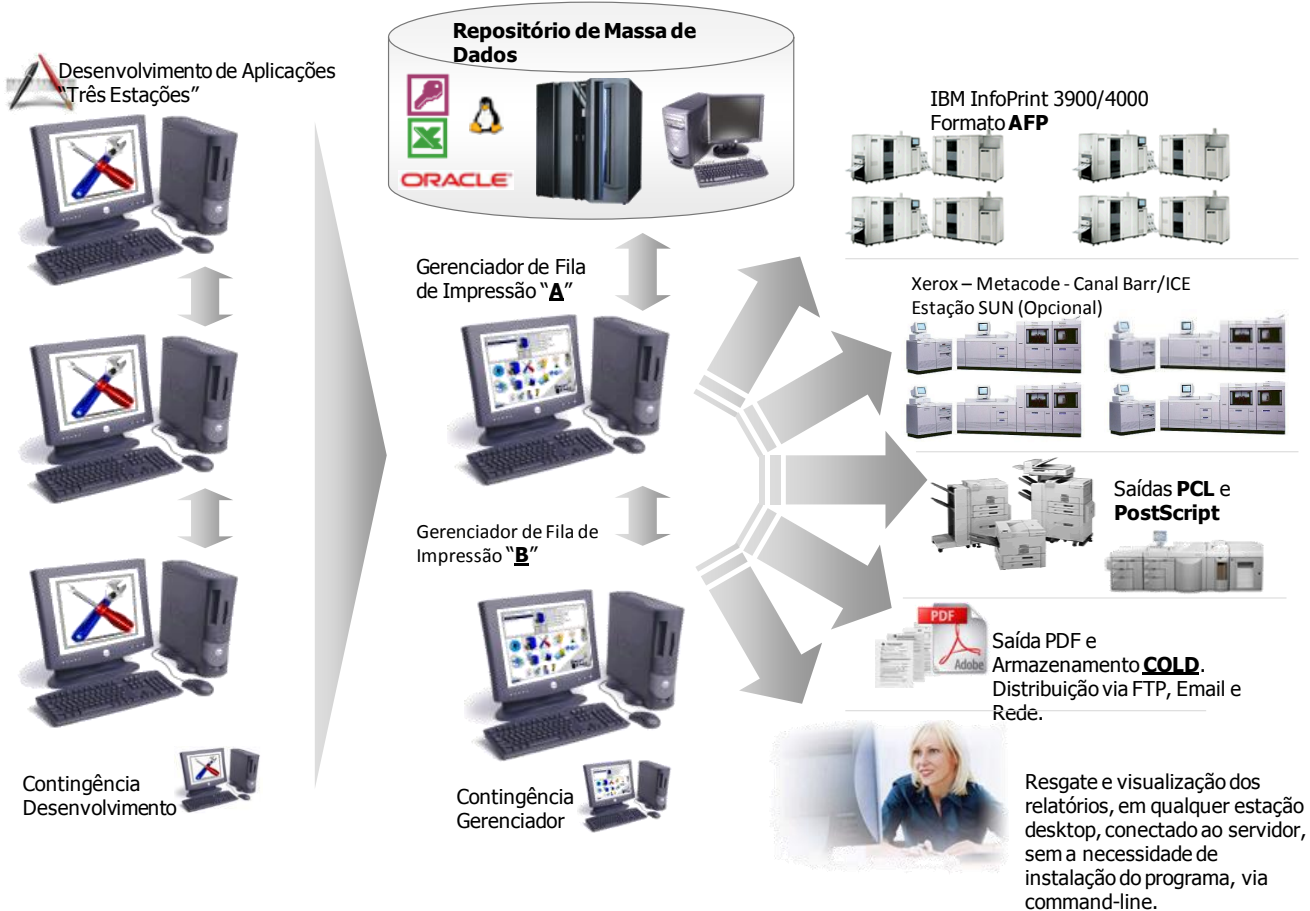 Desenvolvimento de Aplicações
"Três Estações"
Contingência
Desenvolvimento
Repositório de Massa de
Dados
ORACLE
Gerenciador de Fila
de Impressão "A"
Gerenciador de Fila de
Impressão "B"
Contingência
Gerenciador
IBM InfoPrint 3900/4000
Formato AFP
Xerox – Metacode - Canal Barr/ICE
Estação SUN (Opcional)
Saídas PCL e
PostScript
PDF
Adobe
Saída PDF e
Armazenamento COLD.
Distribuição via FTP, Email e
Rede.
Resgate e visualização dos
relatórios, em qualquer estação
desktop, conectado ao servidor,
sem a necessidade de
instalação do programa, via
command-line.